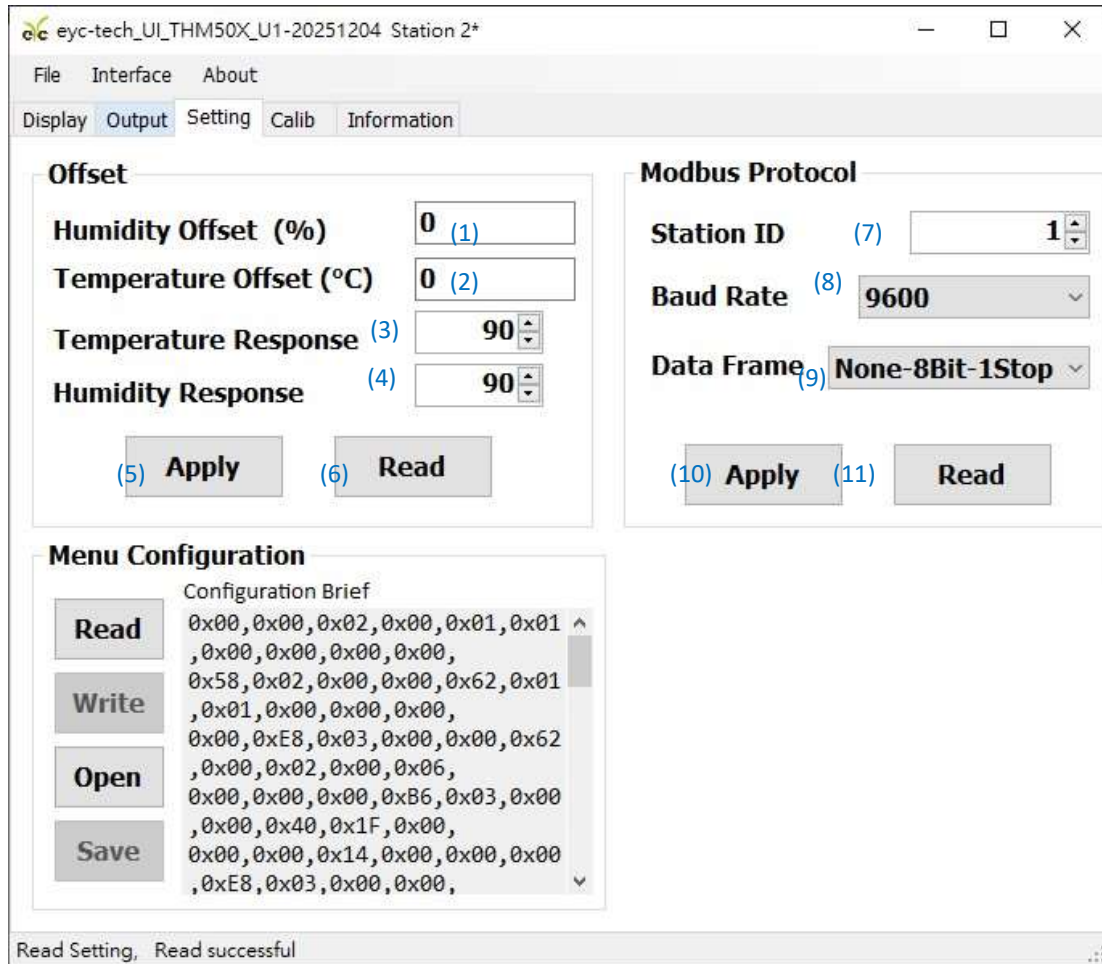 eyc eyc-tech_UI_THM50X_U1-20251204 Station 2*
File Interface About
Display Output Setting Calib Information
Offset
Humidity Offset (%) 0 (1)
Temperature Offset (°C) 0 (2)
Temperature Response (3) 90
Humidity Response (4) 90
(5) Apply (6) Read
Modbus Protocol
Station ID (7) 1
Baud Rate (8) 9600
Data Frame (9) None-8Bit-1Stop
(10) Apply (11) Read
Menu Configuration
Read
Write
Open
Save
Configuration Brief
0x00,0x00,0x02,0x00,0x01,0x01
,0x00,0x00,0x00,0x00,
0x58,0x02,0x00,0x00,0x62,0x01
,0x01,0x00,0x00,0x00,
0x00,0xE8,0x03,0x00,0x00,0x62
,0x00,0x02,0x00,0x06,
0x00,0x00,0x00,0xB6,0x03,0x00
,0x00,0x40,0x1F,0x00,
0x00,0x00,0x14,0x00,0x00,0x00
,0xE8,0x03,0x00,0x00,
Read Setting, Read successful